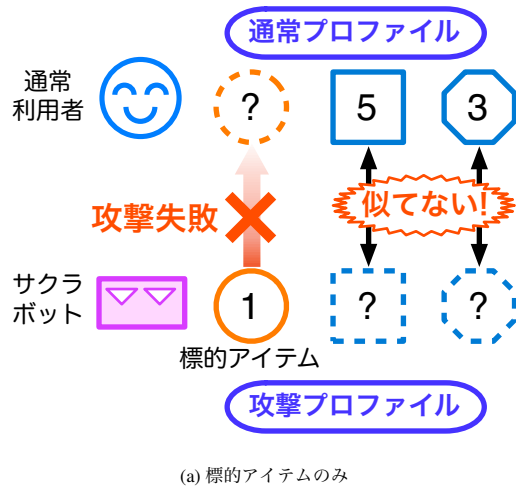 通常プロファイル
通常
利用者
?
5
3
攻撃失敗
似てない!
サクラ
ボット
1
?
?
標的アイテム
攻撃プロファイル
(a) 標的アイテムのみ